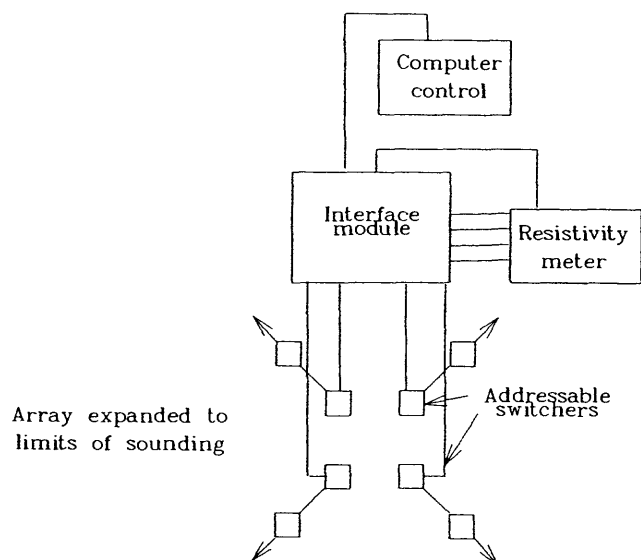 Computer
control
Interface
module
Resistivity
meter
Addressable
switchers
Array expanded to
limits of sounding